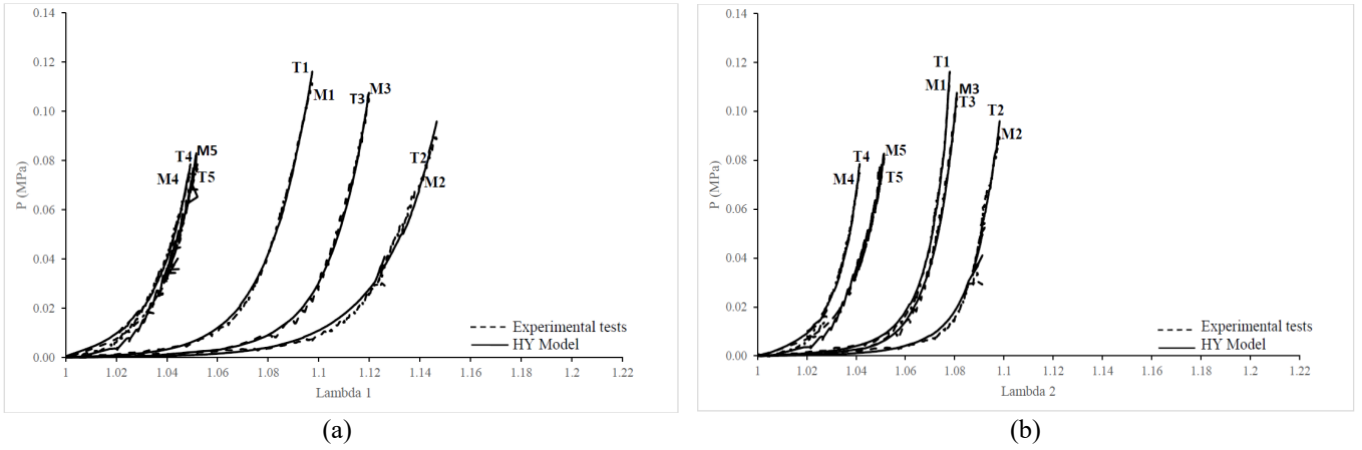 0.14
0.12
0.10
0.08
0.06
0.04
0.02
0.00
P (MPa)
T1
M1
M3
T3
T4
M5
M4
T5
T2
M2
Experimental tests
HY Model
1 1.02 1.04 1.06 1.08 1.1 1.12 1.14 1.16 1.18 1.2 1.22
Lambda 1
(a)
0.14
0.12
0.10
0.08
0.06
0.04
0.02
0.00
P (MPa)
T1
M1
M3
T3
T2
M2
T4
M5
M4
T5
Experimental tests
HY Model
1 1.02 1.04 1.06 1.08 1.1 1.12 1.14 1.16 1.18 1.2 1.22
Lambda 2
(b)